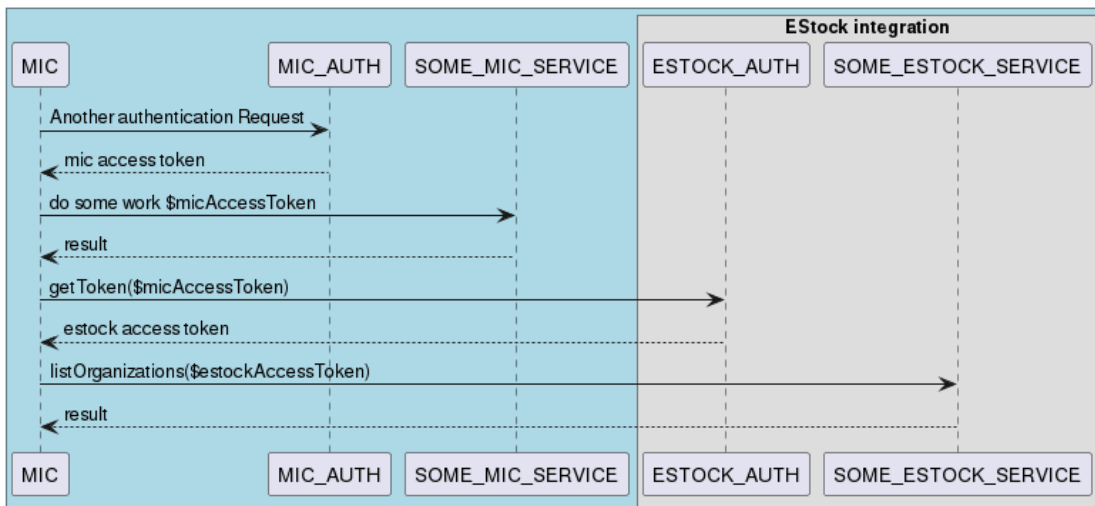 EStock integration
MIC MIC_AUTH SOME_MIC_SERVICE ESTOCK_AUTH SOME_ESTOCK_SERVICE
Another authentication Request
mic access token
do some work $micAccessToken
result
getToken($micAccessToken)
estock access token
listOrganizations($estockAccessToken)
result
MIC MIC_AUTH SOME_MIC_SERVICE ESTOCK_AUTH SOME_ESTOCK_SERVICE